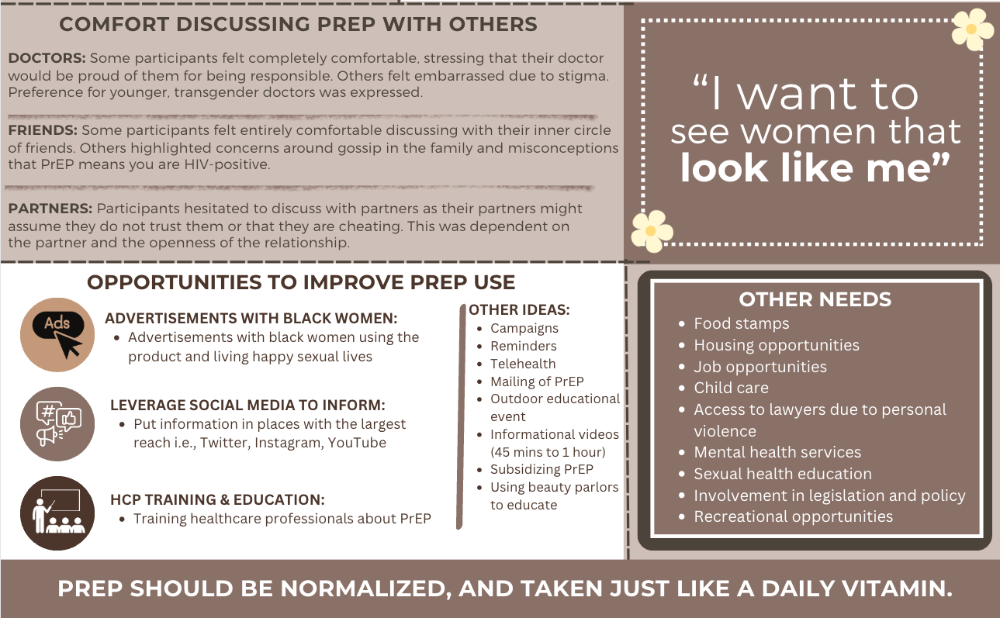 COMFORT DISCUSSING PREP WITH OTHERS
DOCTORS: Some participants felt completely comfortable, stressing that their doctor
would be proud of them for being responsible. Others felt embarrassed due to stigma.
Preference for younger, transgender doctors was expressed.
FRIENDS: Some participants felt entirely comfortable discussing with their inner circle
of friends. Others highlighted concerns around gossip in the family and misconceptions
that PrEP means you are HIV-positive.
PARTNERS: Participants hesitated to discuss with partners as their partners might
assume they do not trust them or that they are cheating. This was dependent on
the partner and the openness of the relationship.
“I want to
see women that
look like me”
OPPORTUNITIES TO IMPROVE PREP USE
Ads
ADVERTISEMENTS WITH BLACK WOMEN:
• Advertisements with black women using the
product and living happy sexual lives
#
LEVERAGE SOCIAL MEDIA TO INFORM:
• Put information in places with the largest
reach i.e., Twitter, Instagram, YouTube
HCP TRAINING & EDUCATION:
• Training healthcare professionals about PrEP
OTHER IDEAS:
• Campaigns
• Reminders
• Telehealth
• Mailing of PrEP
• Outdoor educational
event
• Informational videos
(45 mins to 1 hour)
• Subsidizing PrEP
• Using beauty parlors
to educate
OTHER NEEDS
• Food stamps
• Housing opportunities
• Job opportunities
• Child care
• Access to lawyers due to personal
violence
• Mental health services
• Sexual health education
• Involvement in legislation and policy
• Recreational opportunities
PREP SHOULD BE NORMALIZED, AND TAKEN JUST LIKE A DAILY VITAMIN.